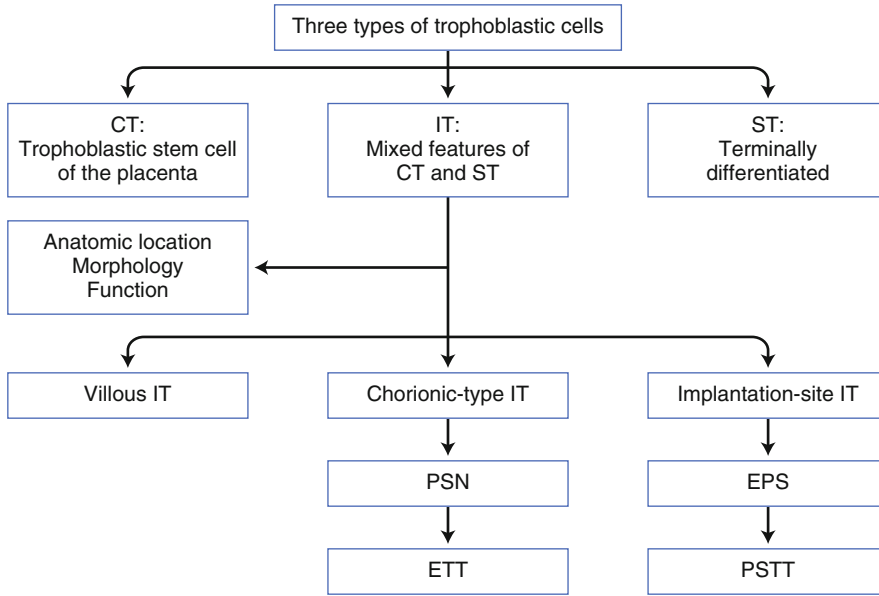 Three types of trophoblastic cells
CT:
Trophoblastic stem cell
of the placenta
IT:
Mixed features of
CT and ST
ST:
Terminally
differentiated
Anatomic location
Morphology
Function
Villous IT
Chorionic-type IT
Implantation-site IT
PSN
EPS
ETT
PSTT